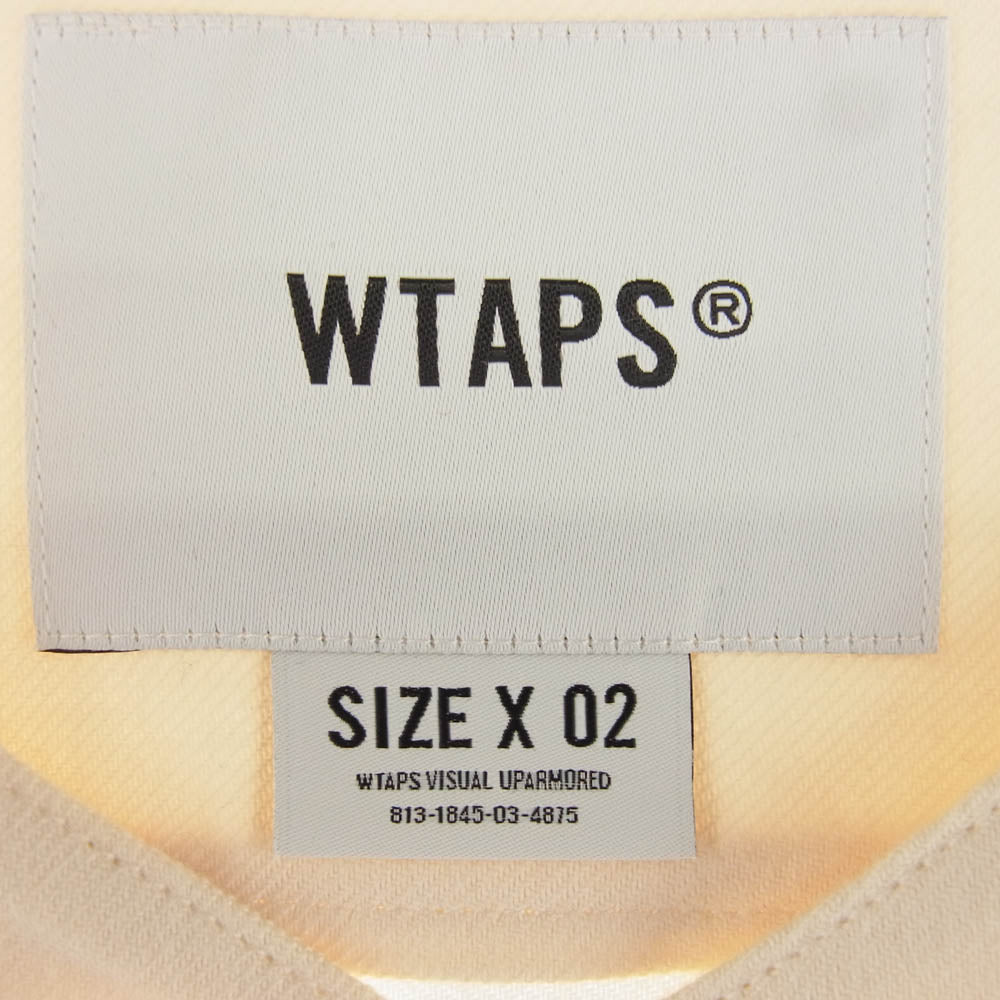 WTAPS®
SIZE X 02
WTAPS VISUAL UPARMORED
813-1845-03-4875